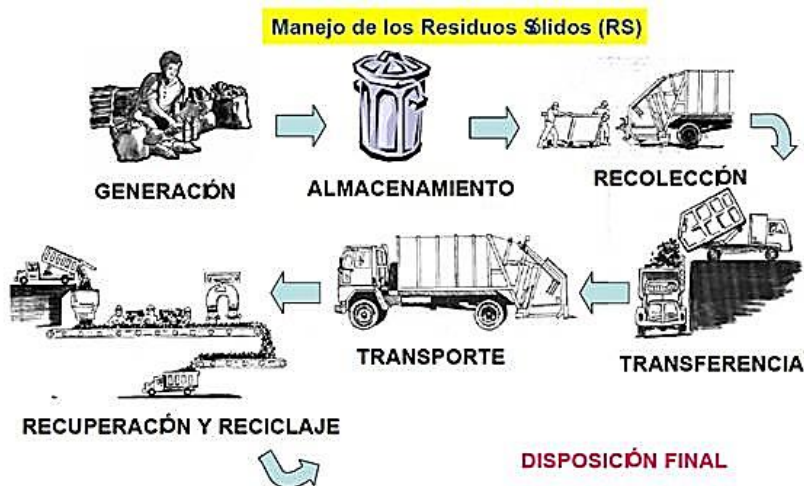 Manejo de los Residuos Sólidos (RS)
GENERACIÓN
ALMACENAMIENTO
RECOLECCIÓN
TRANSPORTE
TRANSFERENCIA
RECUPERACIÓN Y RECICLAJE
DISPOSICIÓN FINAL